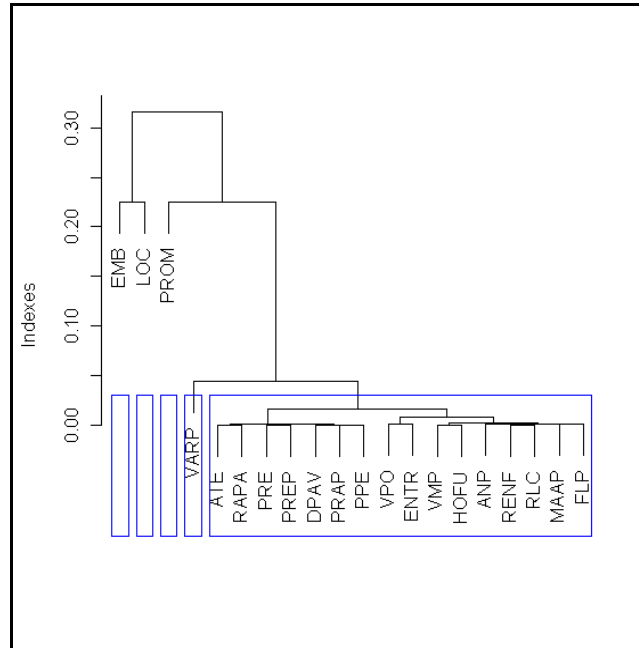 Indexes
0.30
0.20
0.10
0.00
EMB
LOC
PROM
VARP
ATE
RAPA
PRE
PREP
DPAV
PRAP
PPE
VPO
ENTR
VMP
HOFU
ANP
RENF
RLC
MAAP
FLP